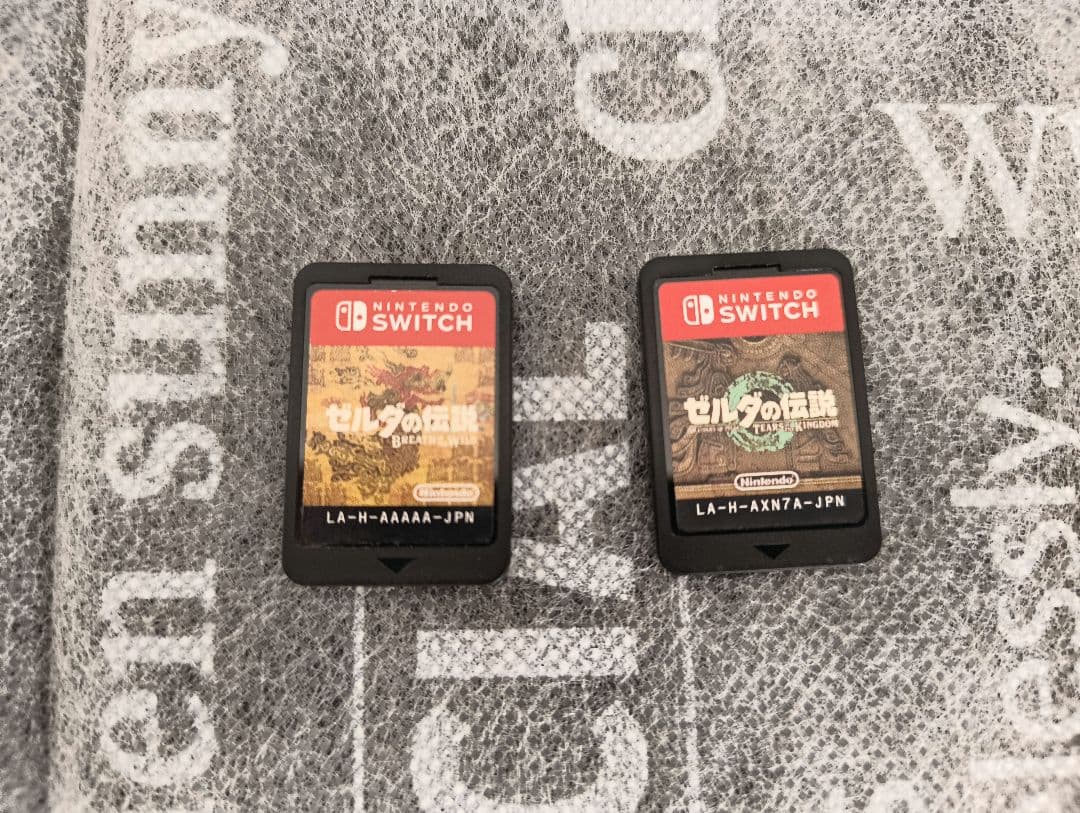 NINTENDO
SWITCH
ゼルダの伝説
BREATH OF THE WILD
Nintendo
LA-H-AAAAA-JPN
NINTENDO
SWITCH
ゼルダの伝説
TEARS OF THE KINGDOM
Nintendo
LA-H-AXN7A-JPN